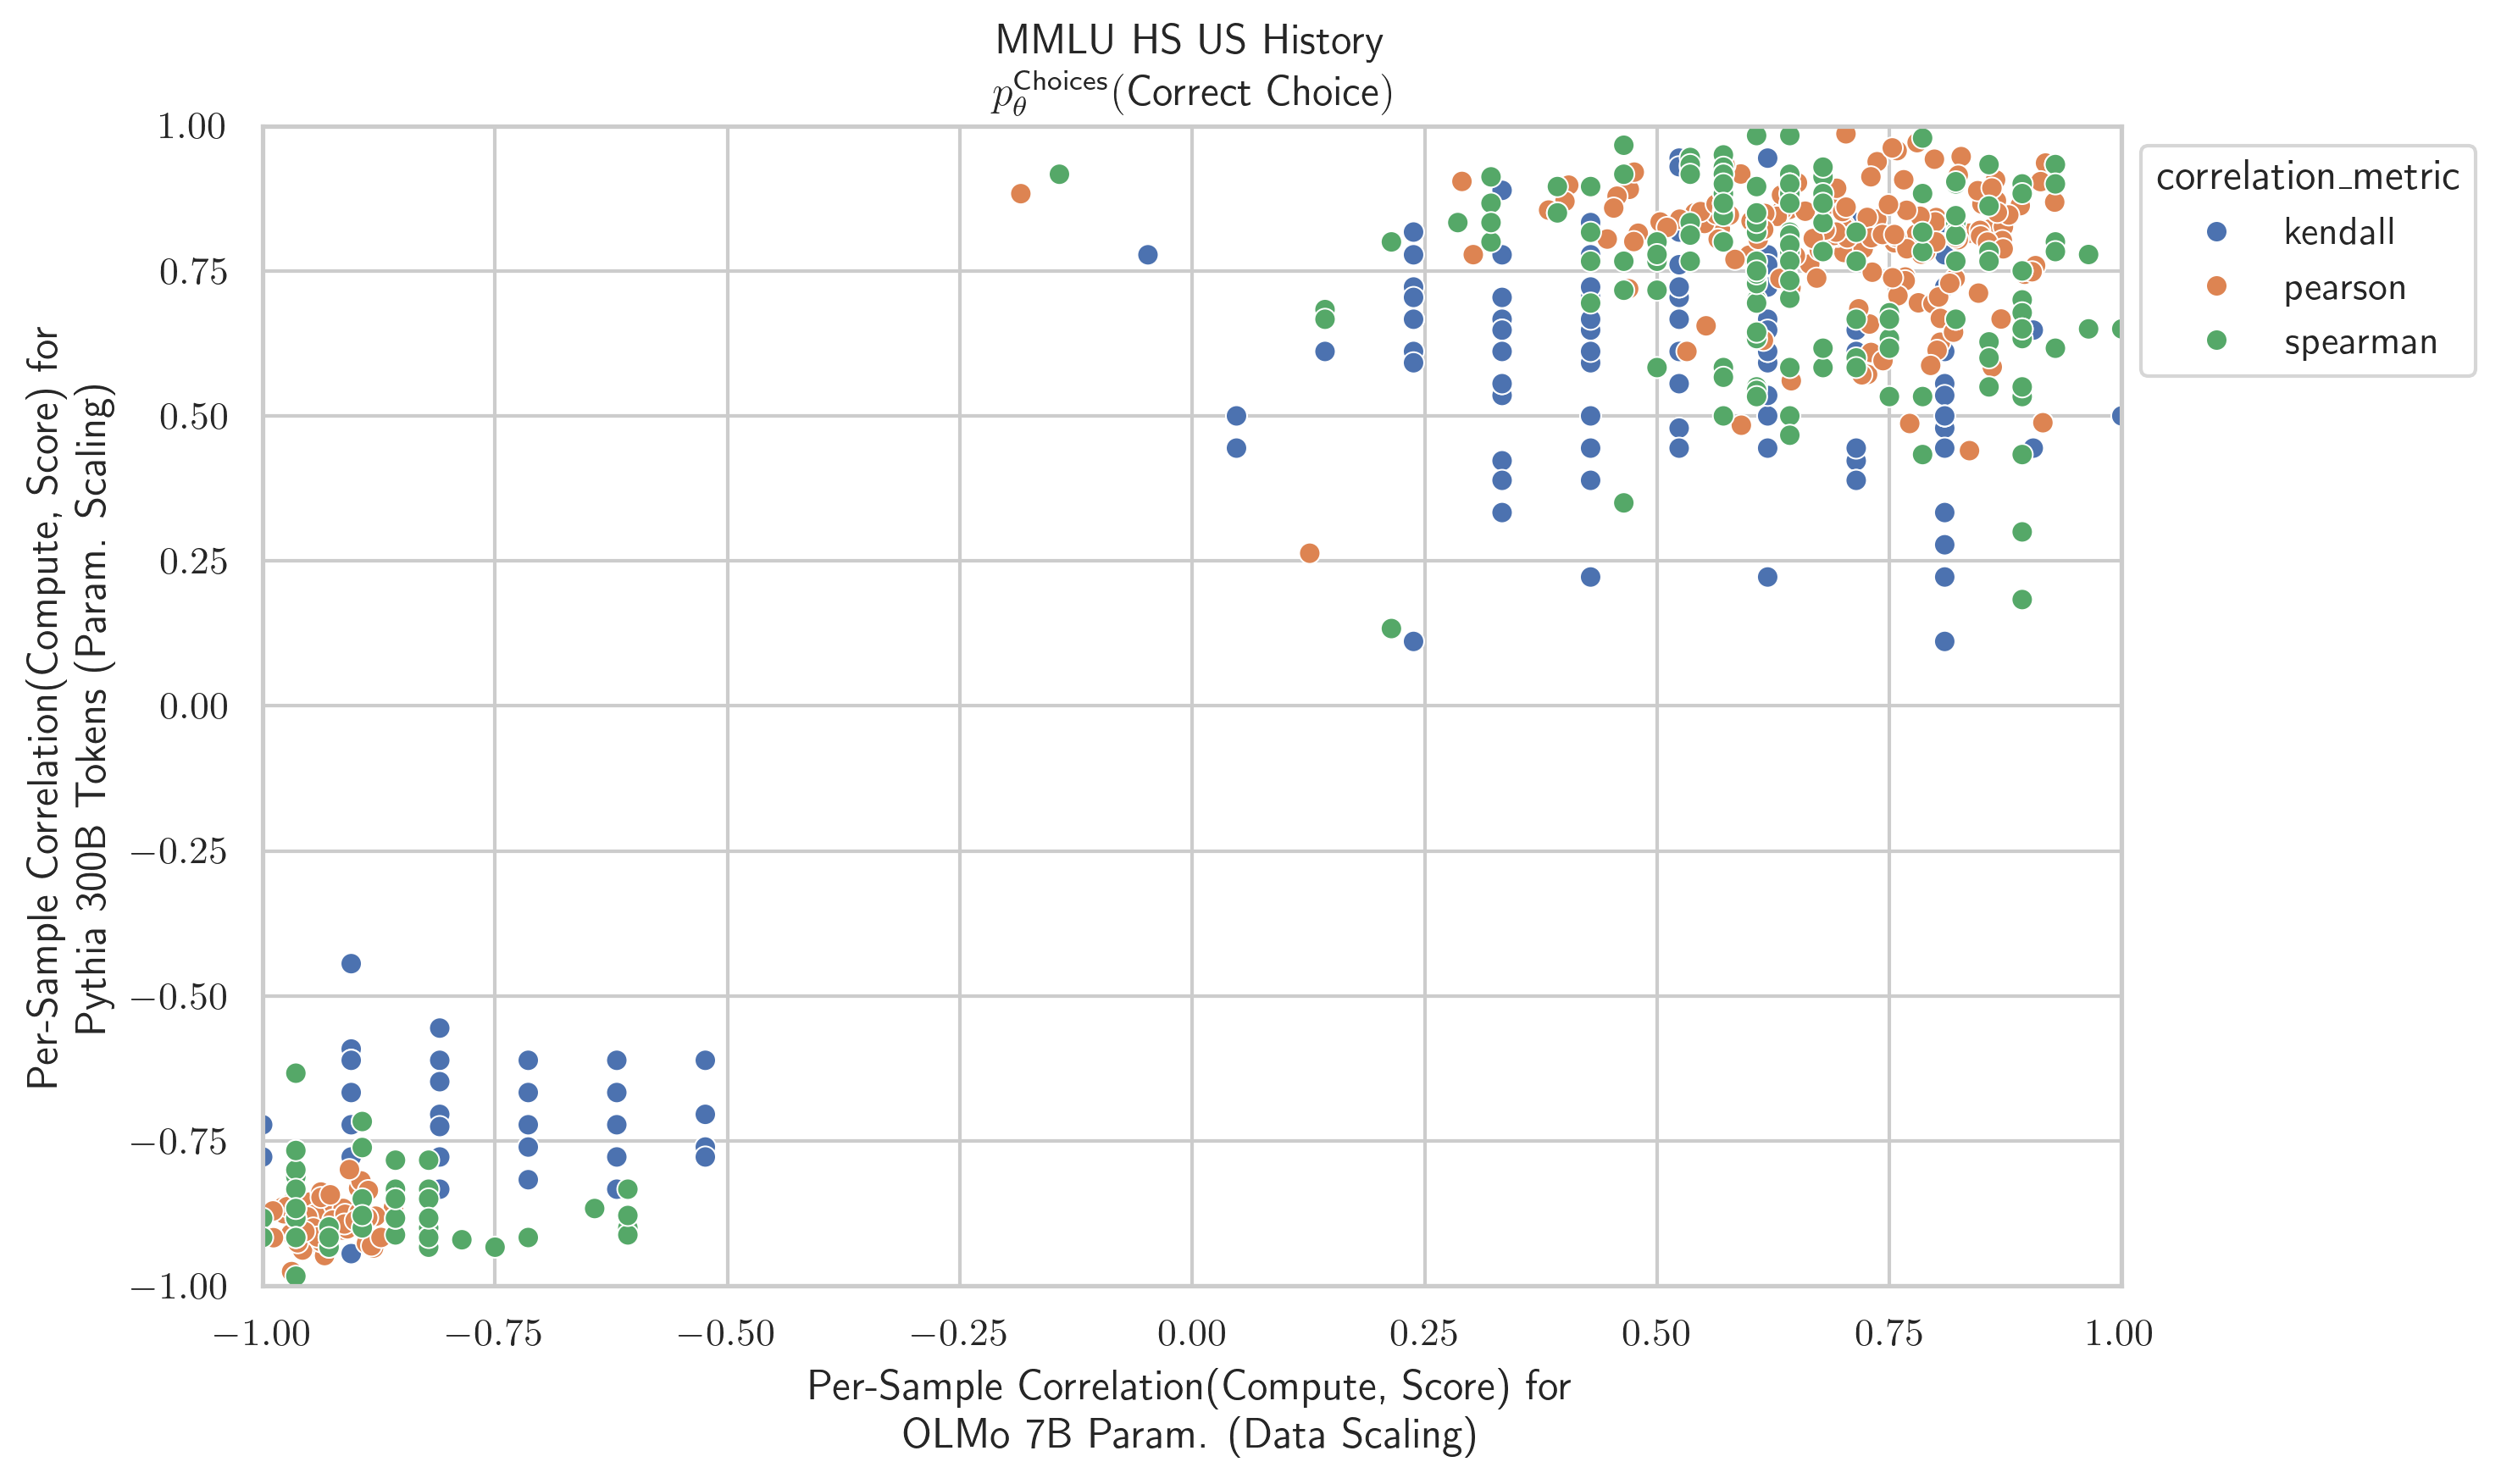 MMLU HS US History
p_θ^Choices(Correct Choice)
1.00
0.75
0.50
0.25
0.00
−0.25
−0.50
−0.75
−1.00
Per-Sample Correlation(Compute, Score) for
Pythia 300B Tokens (Param. Scaling)
−1.00 −0.75 −0.50 −0.25 0.00 0.25 0.50 0.75 1.00
Per-Sample Correlation(Compute, Score) for
OLMo 7B Param. (Data Scaling)
correlation_metric
kendall
pearson
spearman